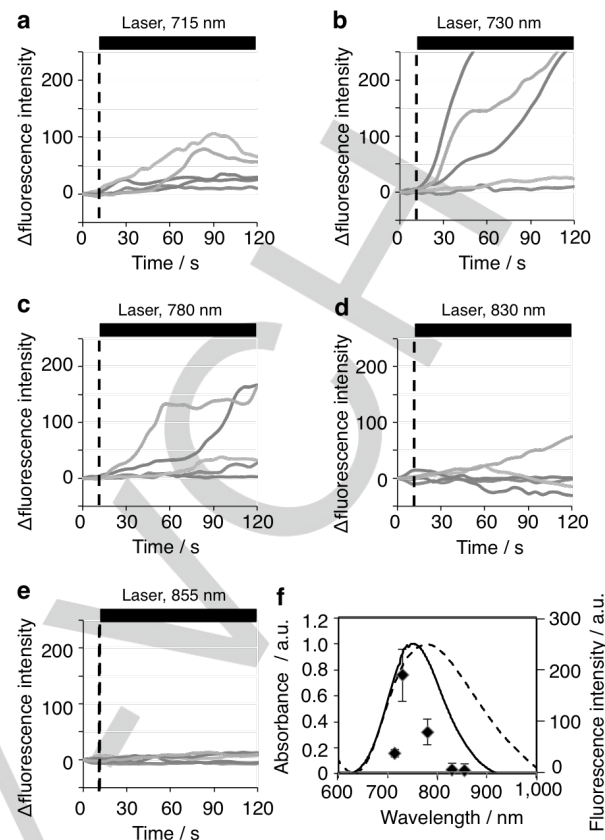 a
Laser, 715 nm
Δfluorescence intensity
200
100
0
0 30 60 90 120
Time / s
b
Laser, 730 nm
Δfluorescence intensity
200
100
0
0 30 60 90 120
Time / s
c
Laser, 780 nm
Δfluorescence intensity
200
100
0
0 30 60 90 120
Time / s
d
Laser, 830 nm
Δfluorescence intensity
200
100
0
0 30 60 90 120
Time / s
e
Laser, 855 nm
Δfluorescence intensity
200
100
0
0 30 60 90 120
Time / s
f
Absorbance / a.u.
1.2
1.0
0.8
0.6
0.4
0.2
0
300
200
100
0
Fluorescence intensity / a.u.
600 700 800 900 1,000
Wavelength / nm
VCH